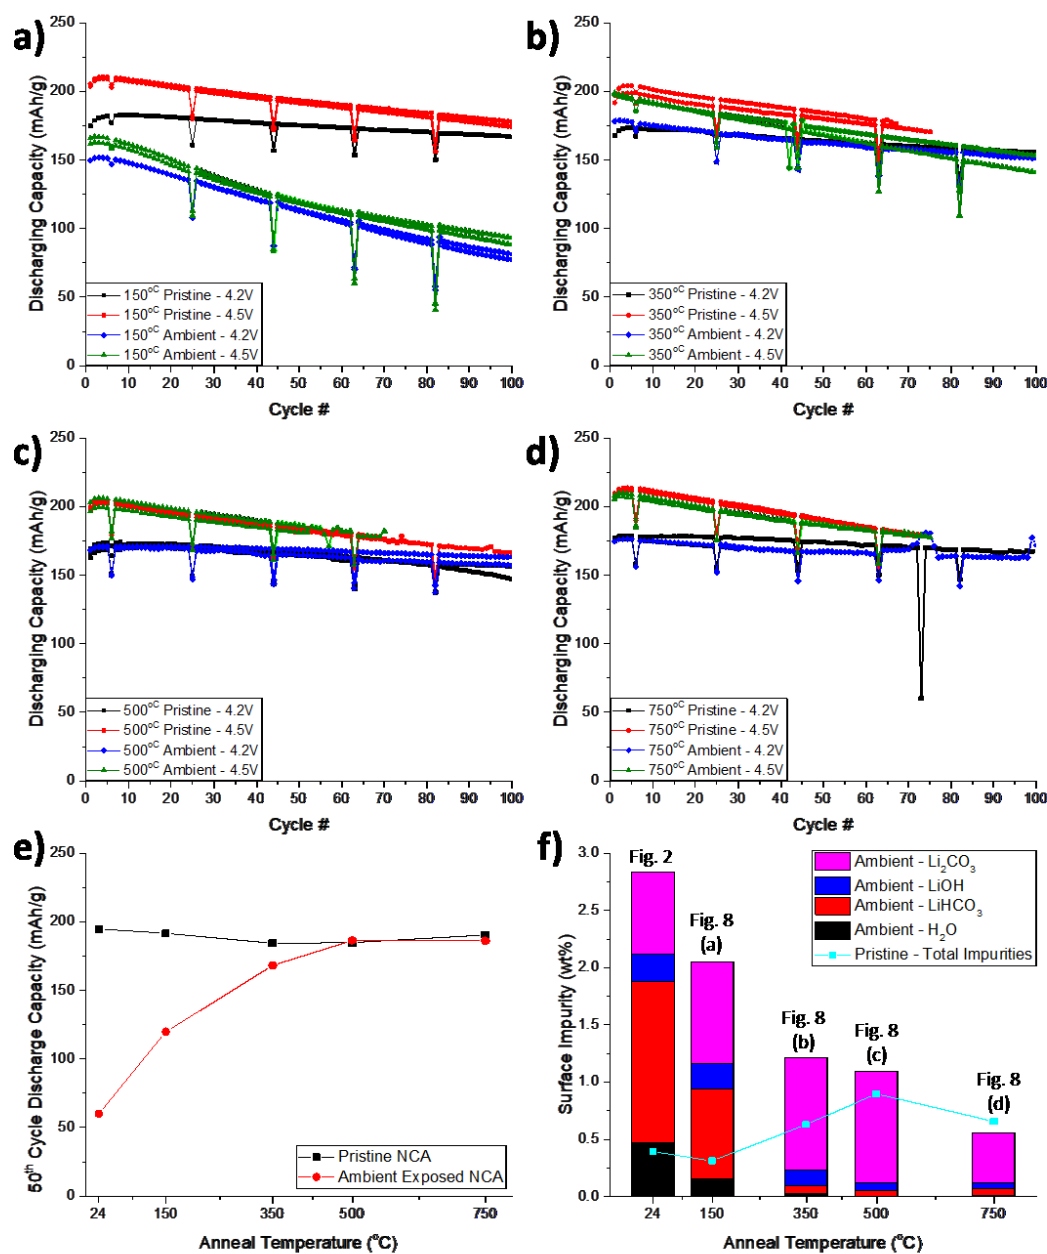 a)
250
200
150
100
50
0
Discharging Capacity (mAh/g)
150°C Pristine - 4.2V
150°C Pristine - 4.5V
150°C Ambient - 4.2V
150°C Ambient - 4.5V
0 10 20 30 40 50 60 70 80 90 100
Cycle #
b)
250
200
150
100
50
0
Discharging Capacity (mAh/g)
350°C Pristine - 4.2V
350°C Pristine - 4.5V
350°C Ambient - 4.2V
350°C Ambient - 4.5V
0 10 20 30 40 50 60 70 80 90 100
Cycle #
c)
250
200
150
100
50
0
Discharging Capacity (mAh/g)
500°C Pristine - 4.2V
500°C Pristine - 4.5V
500°C Ambient - 4.2V
500°C Ambient - 4.5V
0 10 20 30 40 50 60 70 80 90 100
Cycle #
d)
250
200
150
100
50
0
Discharging Capacity (mAh/g)
750°C Pristine - 4.2V
750°C Pristine - 4.5V
750°C Ambient - 4.2V
750°C Ambient - 4.5V
0 10 20 30 40 50 60 70 80 90 100
Cycle #
e)
250
200
150
100
50
0
50th Cycle Discharge Capacity (mAh/g)
Pristine NCA
Ambient Exposed NCA
24 150 350 500 750
Anneal Temperature (°C)
f)
3.0
2.5
2.0
1.5
1.0
0.5
0.0
Surface Impurity (wt%)
Fig. 2
Fig. 8
(a)
Fig. 8
(b)
Fig. 8
(c)
Fig. 8
(d)
Ambient - Li₂CO₃
Ambient - LiOH
Ambient - LiHCO₃
Ambient - H₂O
Pristine - Total Impurities
24 150 350 500 750
Anneal Temperature (°C)